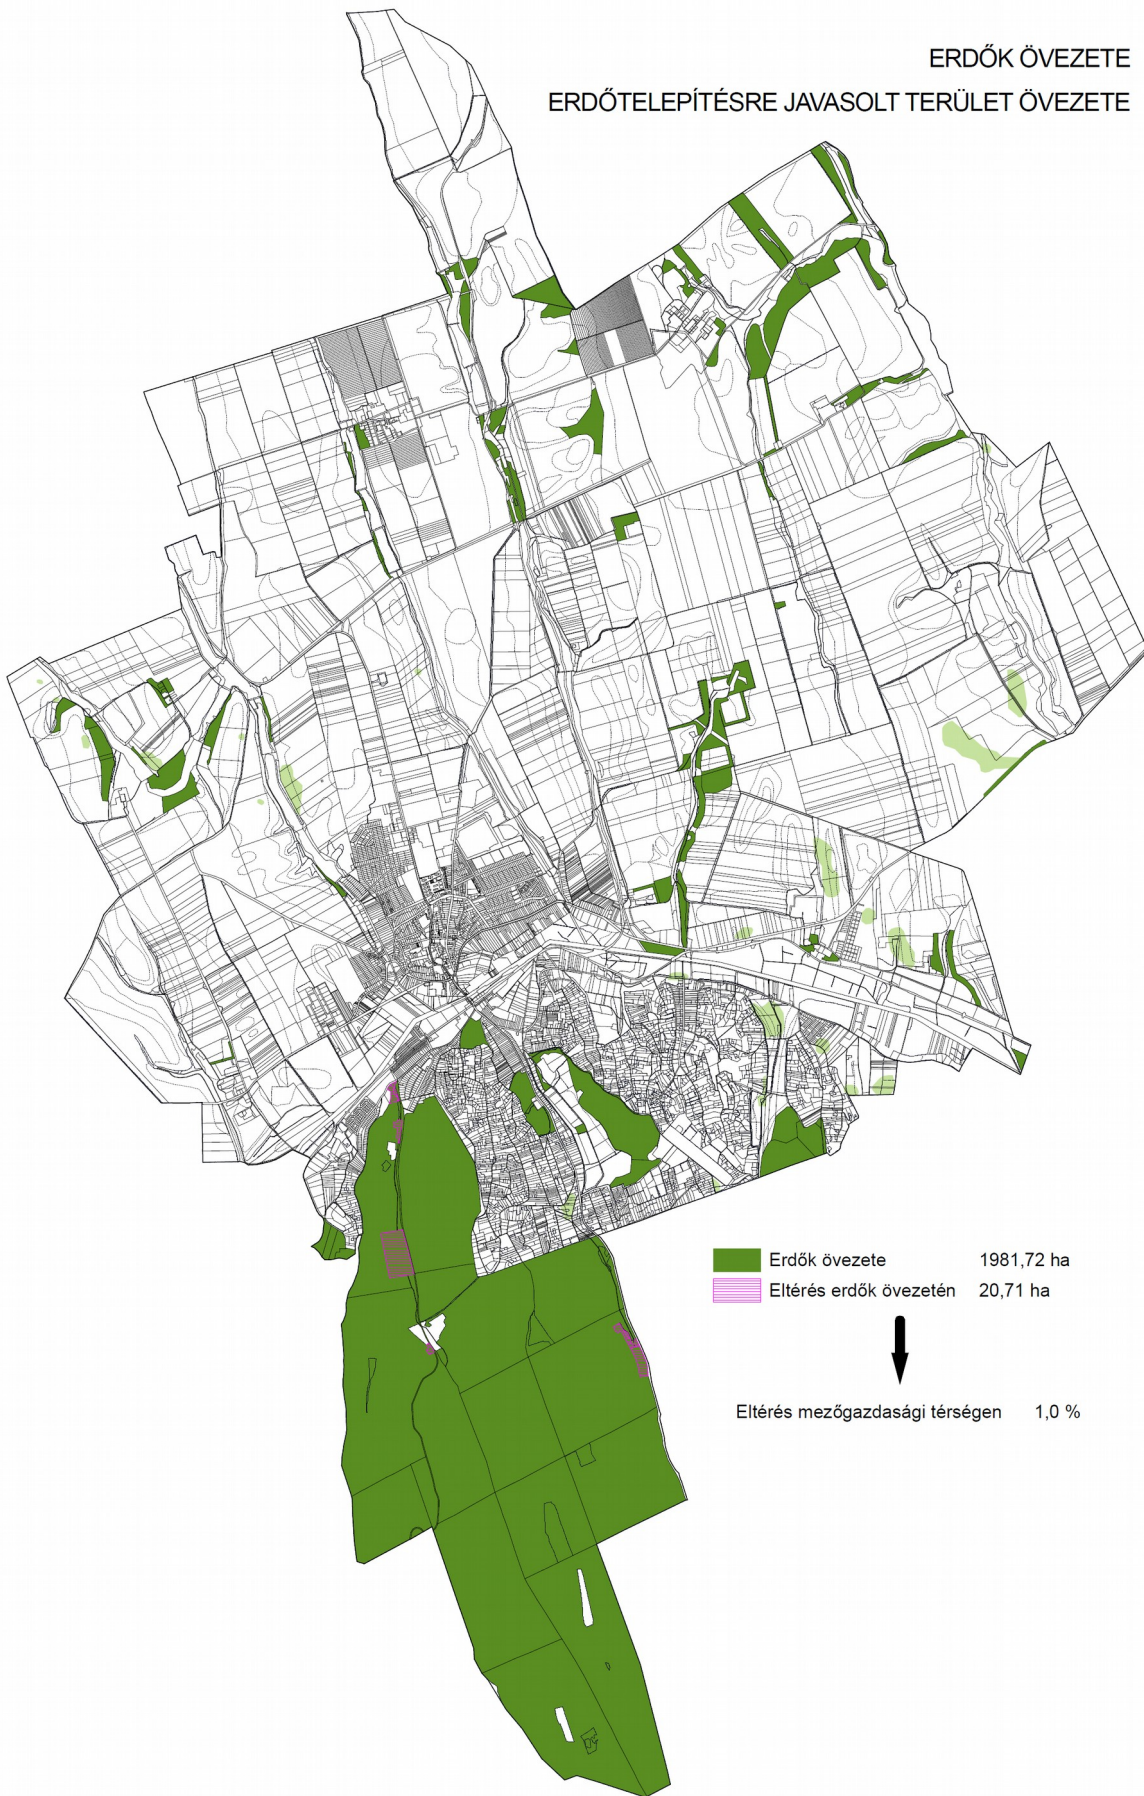 ERDŐK ÖVEZETE
ERDŐTELEPÍTÉSRE JAVASOLT TERÜLET ÖVEZETE
Erdők övezete 1981,72 ha
Eltérés erdők övezetén 20,71 ha
Eltérés mezőgazdasági térségen 1,0 %